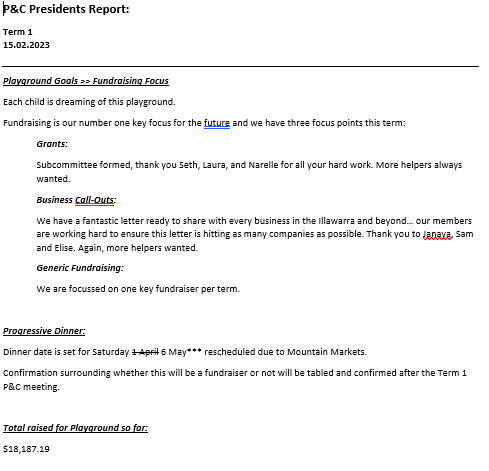 P&C Presidents Report:
Term 1
15.02.2023
Playground Goals >> Fundraising Focus
Each child is dreaming of this playground.
Fundraising is our number one key focus for the future and we have three focus points this term:
Grants:
Subcommittee formed, thank you Seth, Laura, and Narelle for all your hard work. More helpers always
wanted.
Business Call-Outs:
We have a fantastic letter ready to share with every business in the Illawarra and beyond... our members
are working hard to ensure this letter is hitting as many companies as possible. Thank you to Janaya, Sam
and Elise. Again, more helpers wanted.
Generic Fundraising:
We are focussed on one key fundraiser per term.
Progressive Dinner:
Dinner date is set for Saturday 1 April 6 May*** rescheduled due to Mountain Markets.
Confirmation surrounding whether this will be a fundraiser or not will be tabled and confirmed after the Term 1
P&C meeting.
Total raised for Playground so far:
$18,187.19